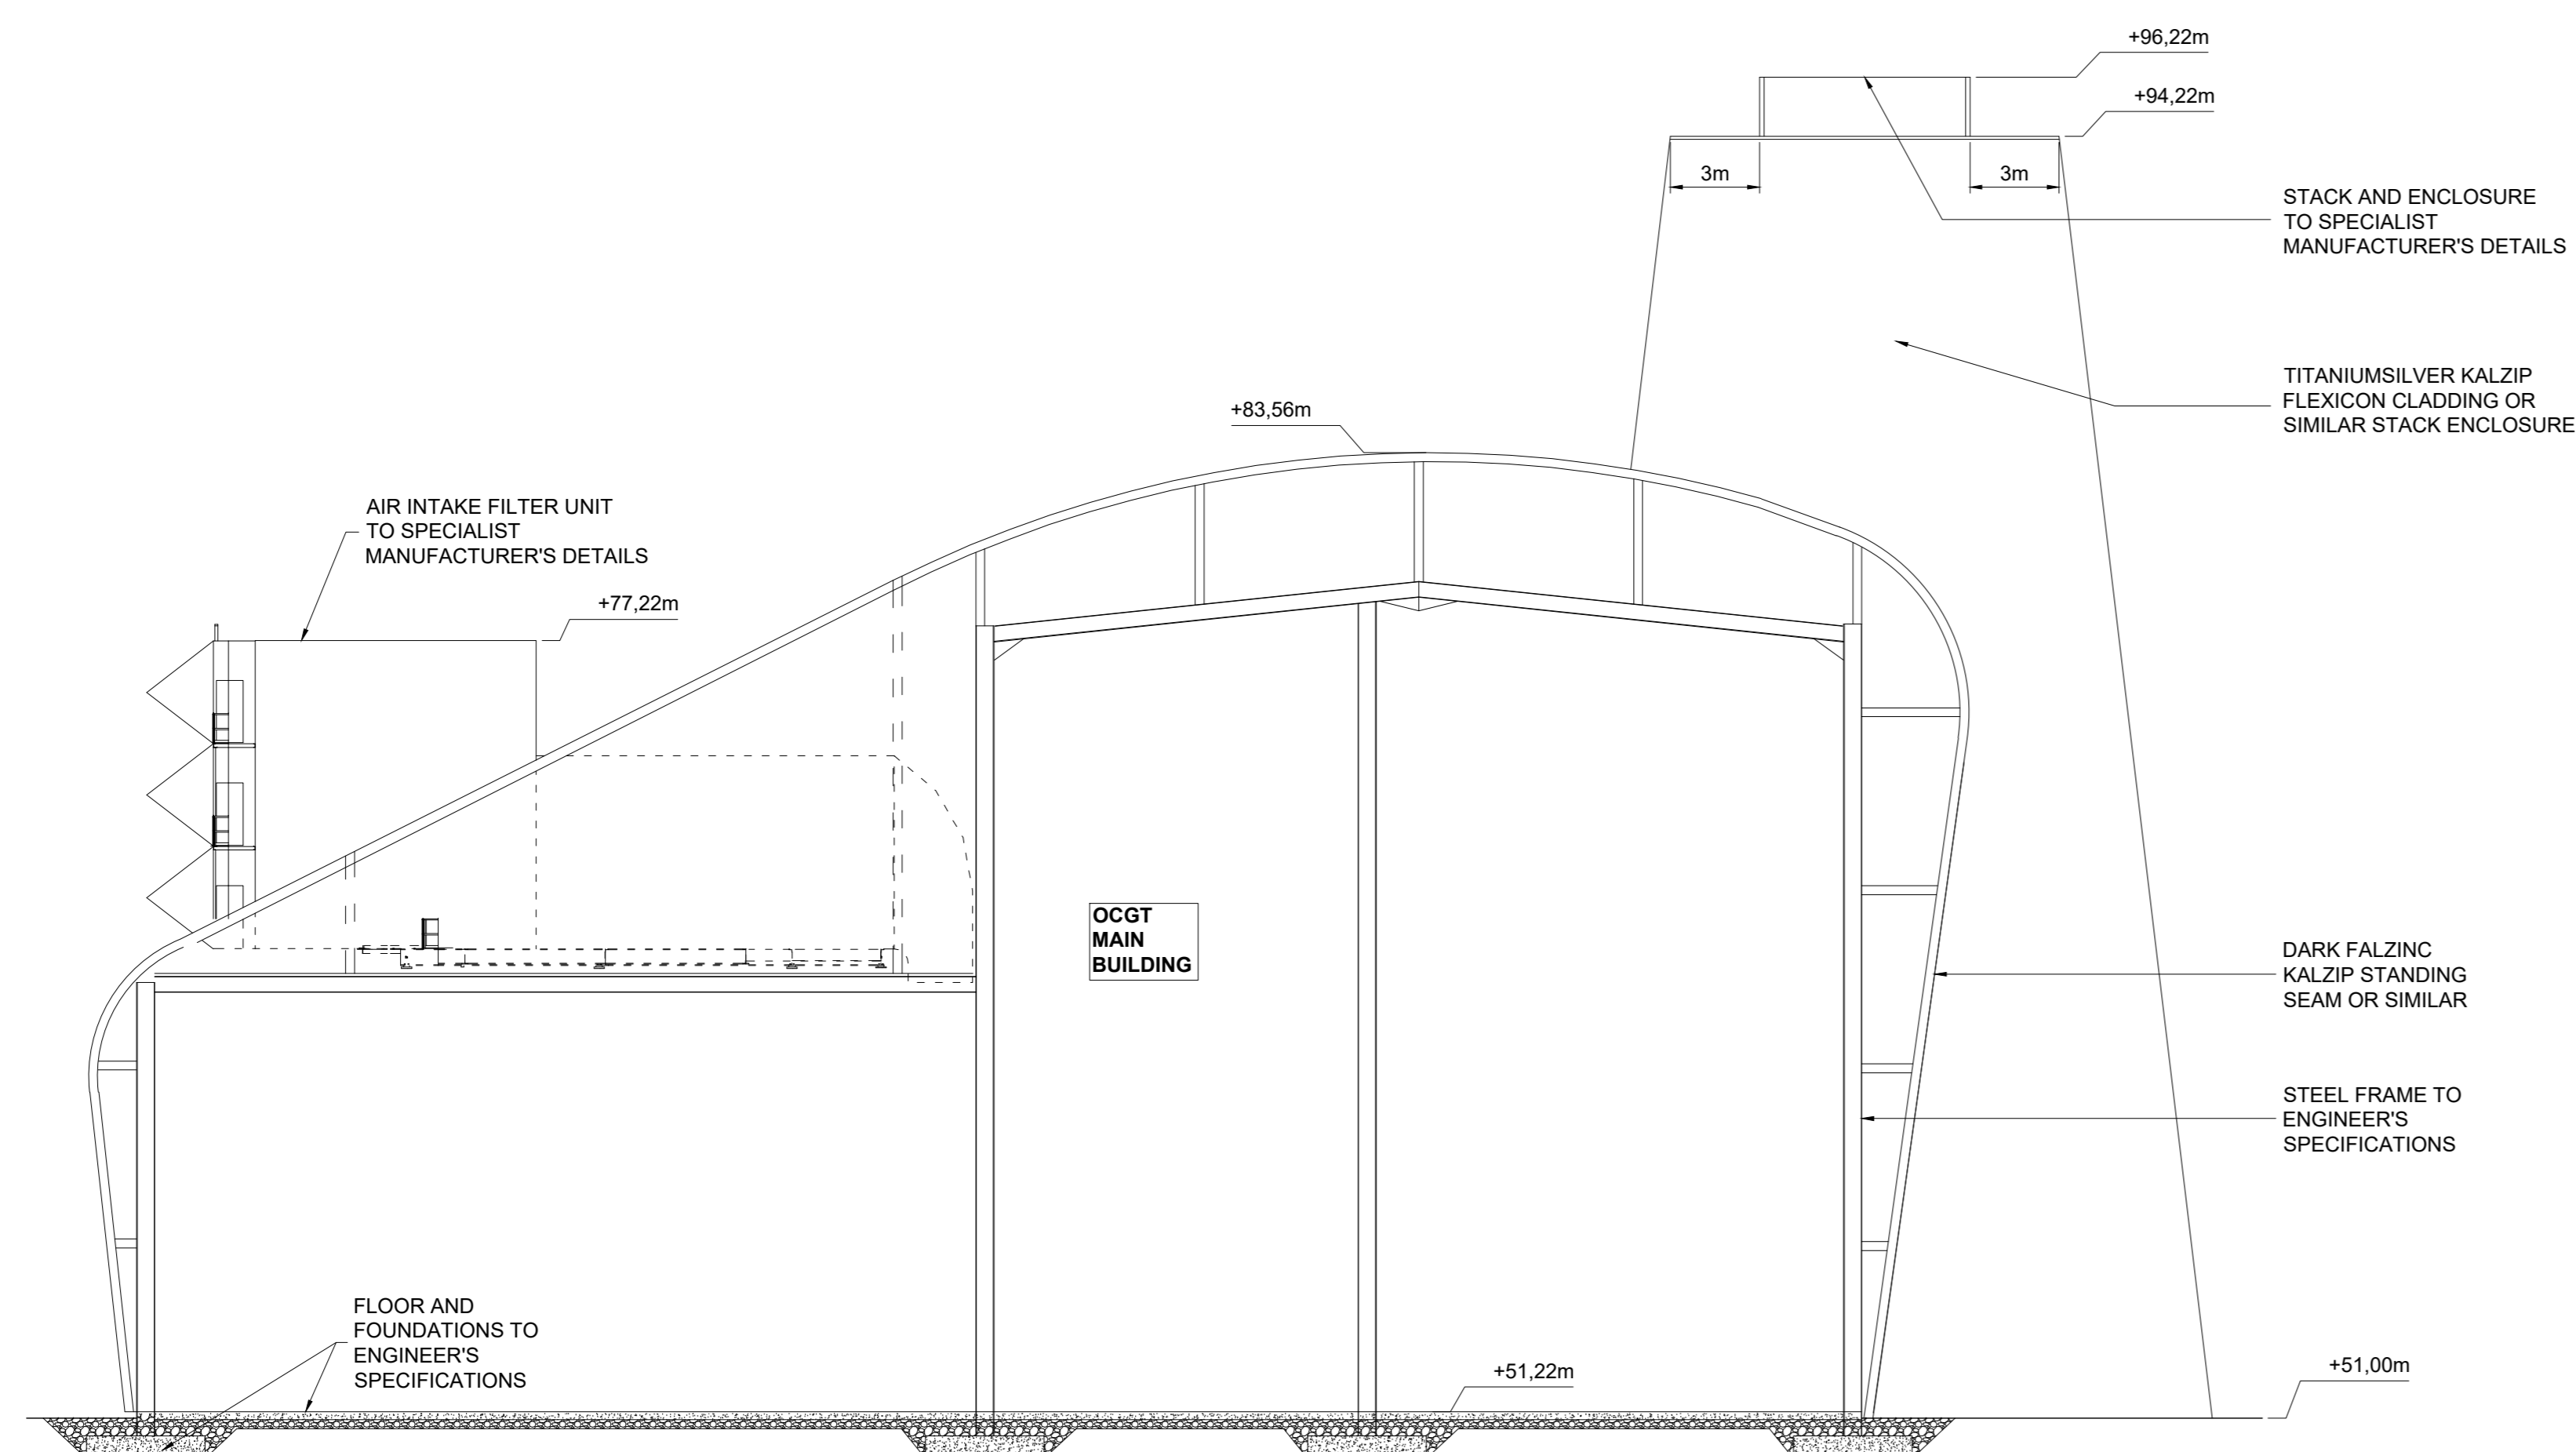 +96,22m
+94,22m
3m
3m
STACK AND ENCLOSURE
TO SPECIALIST
MANUFACTURER'S DETAILS
TITANIUMSILVER KALZIP
FLEXICON CLADDING OR
SIMILAR STACK ENCLOSURE
+83,56m
AIR INTAKE FILTER UNIT
TO SPECIALIST
MANUFACTURER'S DETAILS
+77,22m
OCGT
MAIN
BUILDING
DARK FALZINC
KALZIP STANDING
SEAM OR SIMILAR
STEEL FRAME TO
ENGINEER'S
SPECIFICATIONS
FLOOR AND
FOUNDATIONS TO
ENGINEER'S
SPECIFICATIONS
+51,22m
+51,00m